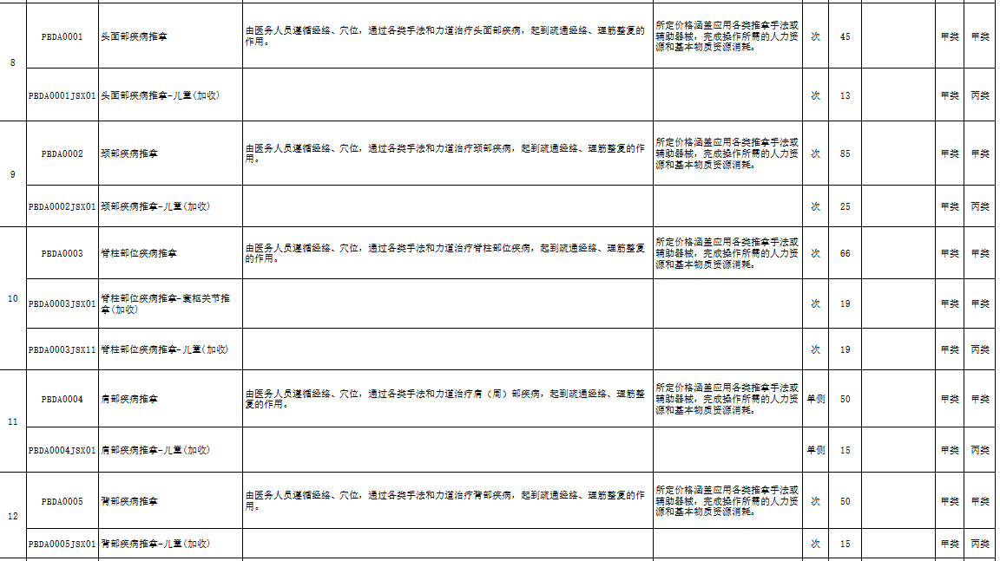 8
PBDA0001
头面部疾病推拿
由医务人员遵循经络、穴位，通过各类手法和力道治疗头面部疾病，起到疏通经络、理筋整复的
作用。
所定价格涵盖应用各类推拿手法或
辅助器械，完成操作所需的人力资
源和基本物质资源消耗。
次
45
甲类
甲类
PBDA0001JSX01
头面部疾病推拿-儿童(加收)
次
13
甲类
丙类
9
PBDA0002
颈部疾病推拿
由医务人员遵循经络、穴位，通过各类手法和力道治疗颈部疾病，起到疏通经络、理筋整复的作
用。
所定价格涵盖应用各类推拿手法或
辅助器械，完成操作所需的人力资
源和基本物质资源消耗。
次
85
甲类
甲类
PBDA0002JSX01
颈部疾病推拿-儿童(加收)
次
25
甲类
丙类
10
PBDA0003
脊柱部位疾病推拿
由医务人员遵循经络、穴位，通过各类手法和力道治疗脊柱部位疾病，起到疏通经络、理筋整复
的作用。
所定价格涵盖应用各类推拿手法或
辅助器械，完成操作所需的人力资
源和基本物质资源消耗。
次
66
甲类
甲类
PBDA0003JSX01
脊柱部位疾病推拿-寰枢关节推
拿(加收)
次
19
甲类
甲类
PBDA0003JSX11
脊柱部位疾病推拿-儿童(加收)
次
19
甲类
丙类
11
PBDA0004
肩部疾病推拿
由医务人员遵循经络、穴位，通过各类手法和力道治疗肩（周）部疾病，起到疏通经络、理筋整
复的作用。
所定价格涵盖应用各类推拿手法或
辅助器械，完成操作所需的人力资
源和基本物质资源消耗。
单侧
50
甲类
甲类
PBDA0004JSX01
肩部疾病推拿-儿童(加收)
单侧
15
甲类
丙类
12
PBDA0005
背部疾病推拿
由医务人员遵循经络、穴位，通过各类手法和力道治疗背部疾病，起到疏通经络、理筋整复的作
用。
所定价格涵盖应用各类推拿手法或
辅助器械，完成操作所需的人力资
源和基本物质资源消耗。
次
50
甲类
甲类
PBDA0005JSX01
背部疾病推拿-儿童(加收)
次
15
甲类
丙类